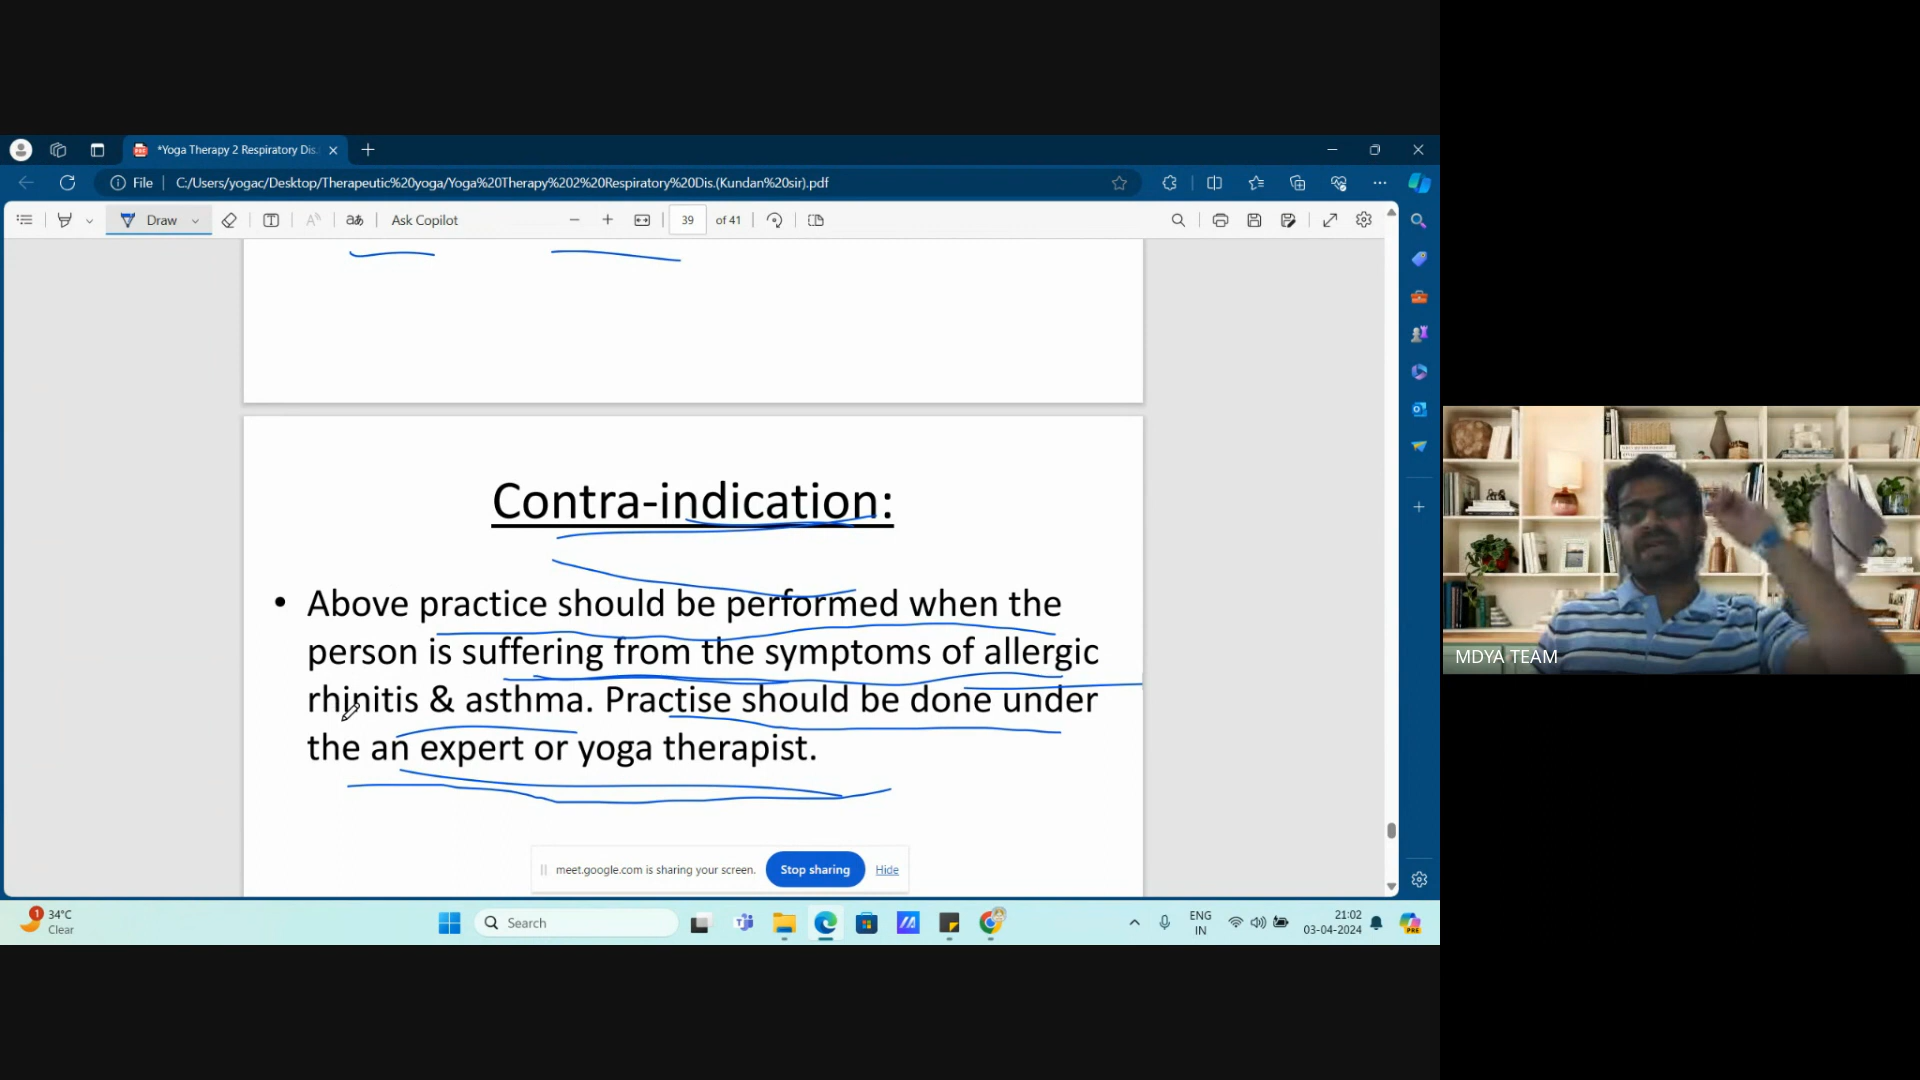 *Yoga Therapy 2 Respiratory Dis.
File
C:/Users/yogac/Desktop/Therapeutic%20yoga/Yoga%20Therapy%202%20Respiratory%20Dis.(Kundan%20sir).pdf
Draw
Ask Copilot
39
of 41
Contra-indication:
• Above practice should be performed when the
person is suffering from the symptoms of allergic
rhinitis & asthma. Practise should be done under
the an expert or yoga therapist.
meet.google.com is sharing your screen.
Stop sharing
Hide
MDYA TEAM
1
34°C
Clear
Search
ENG
IN
21:02
03-04-2024
PRE